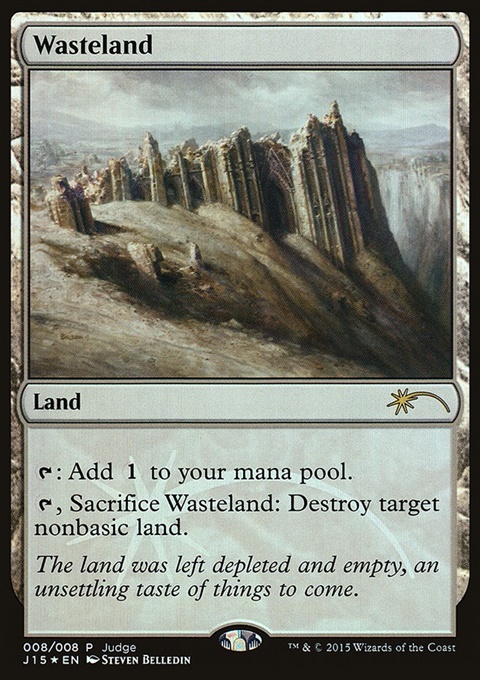 Wasteland
Land
: Add 1 to your mana pool.
, Sacrifice Wasteland: Destroy target
nonbasic land.
The land was left depleted and empty, an
unsettling taste of things to come.
008/008 P Judge
J15★EN Steven Belledin
™ & © 2015 Wizards of the Coast